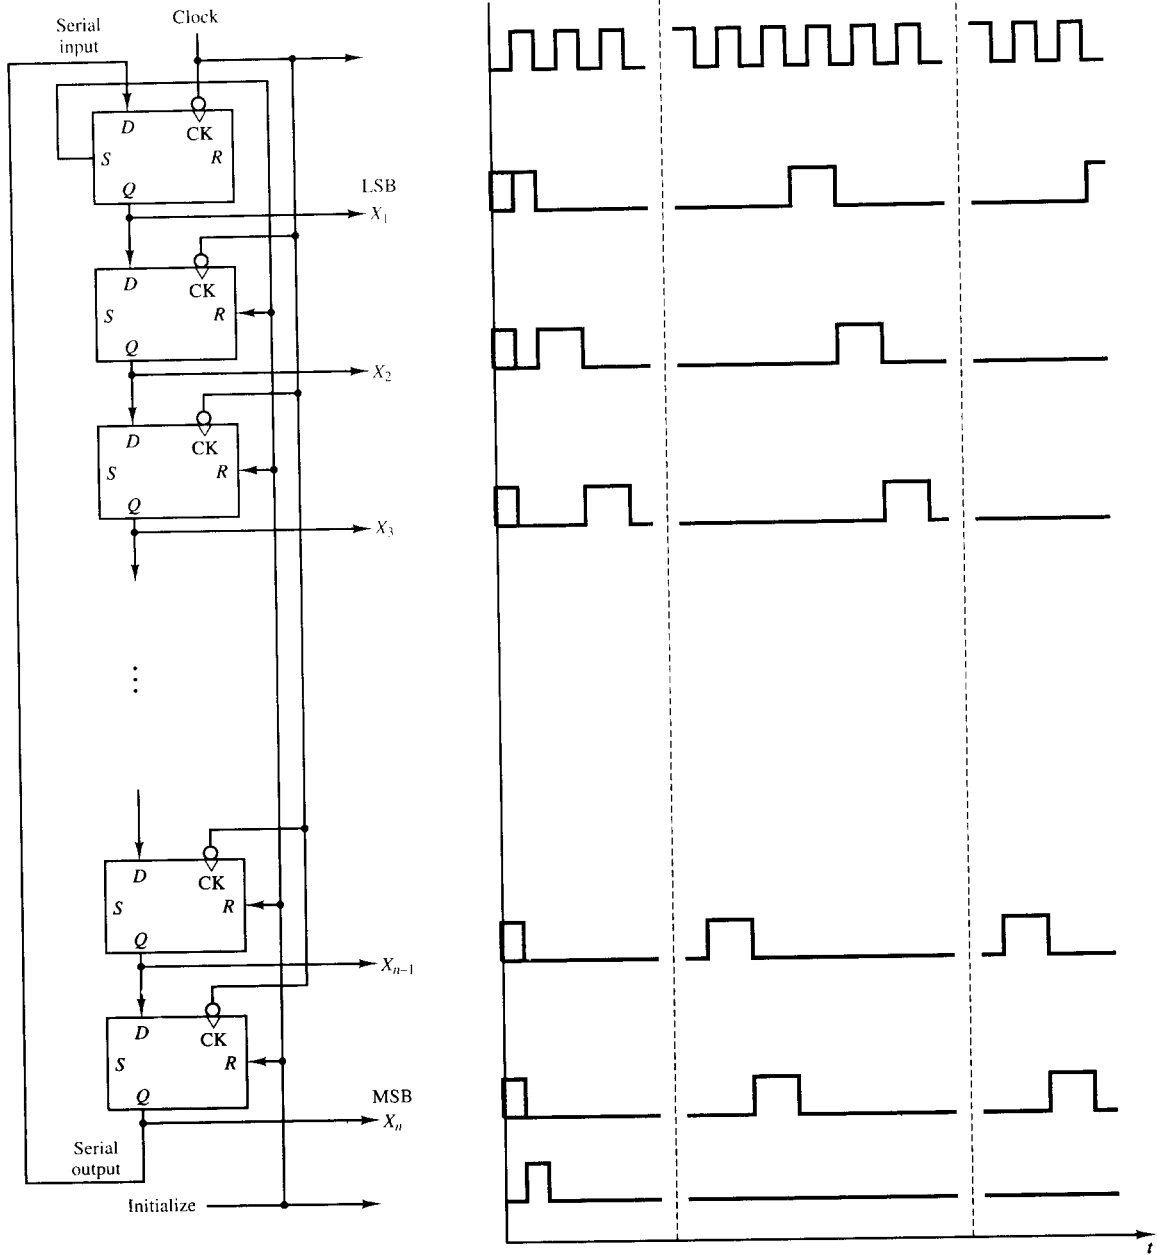 Serial
input
Clock
D
CK
S
R
Q
LSB
X1
D
CK
S
R
Q
X2
D
CK
S
R
Q
X3
D
CK
S
R
Q
Xn−1
D
CK
S
R
Q
MSB
Xn
Serial
output
Initialize
t